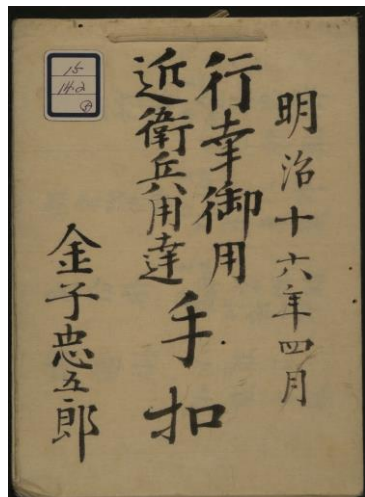 明治十六年四月
行幸御用
近衛兵用達
手扣
金子忠五郎
15
14-2